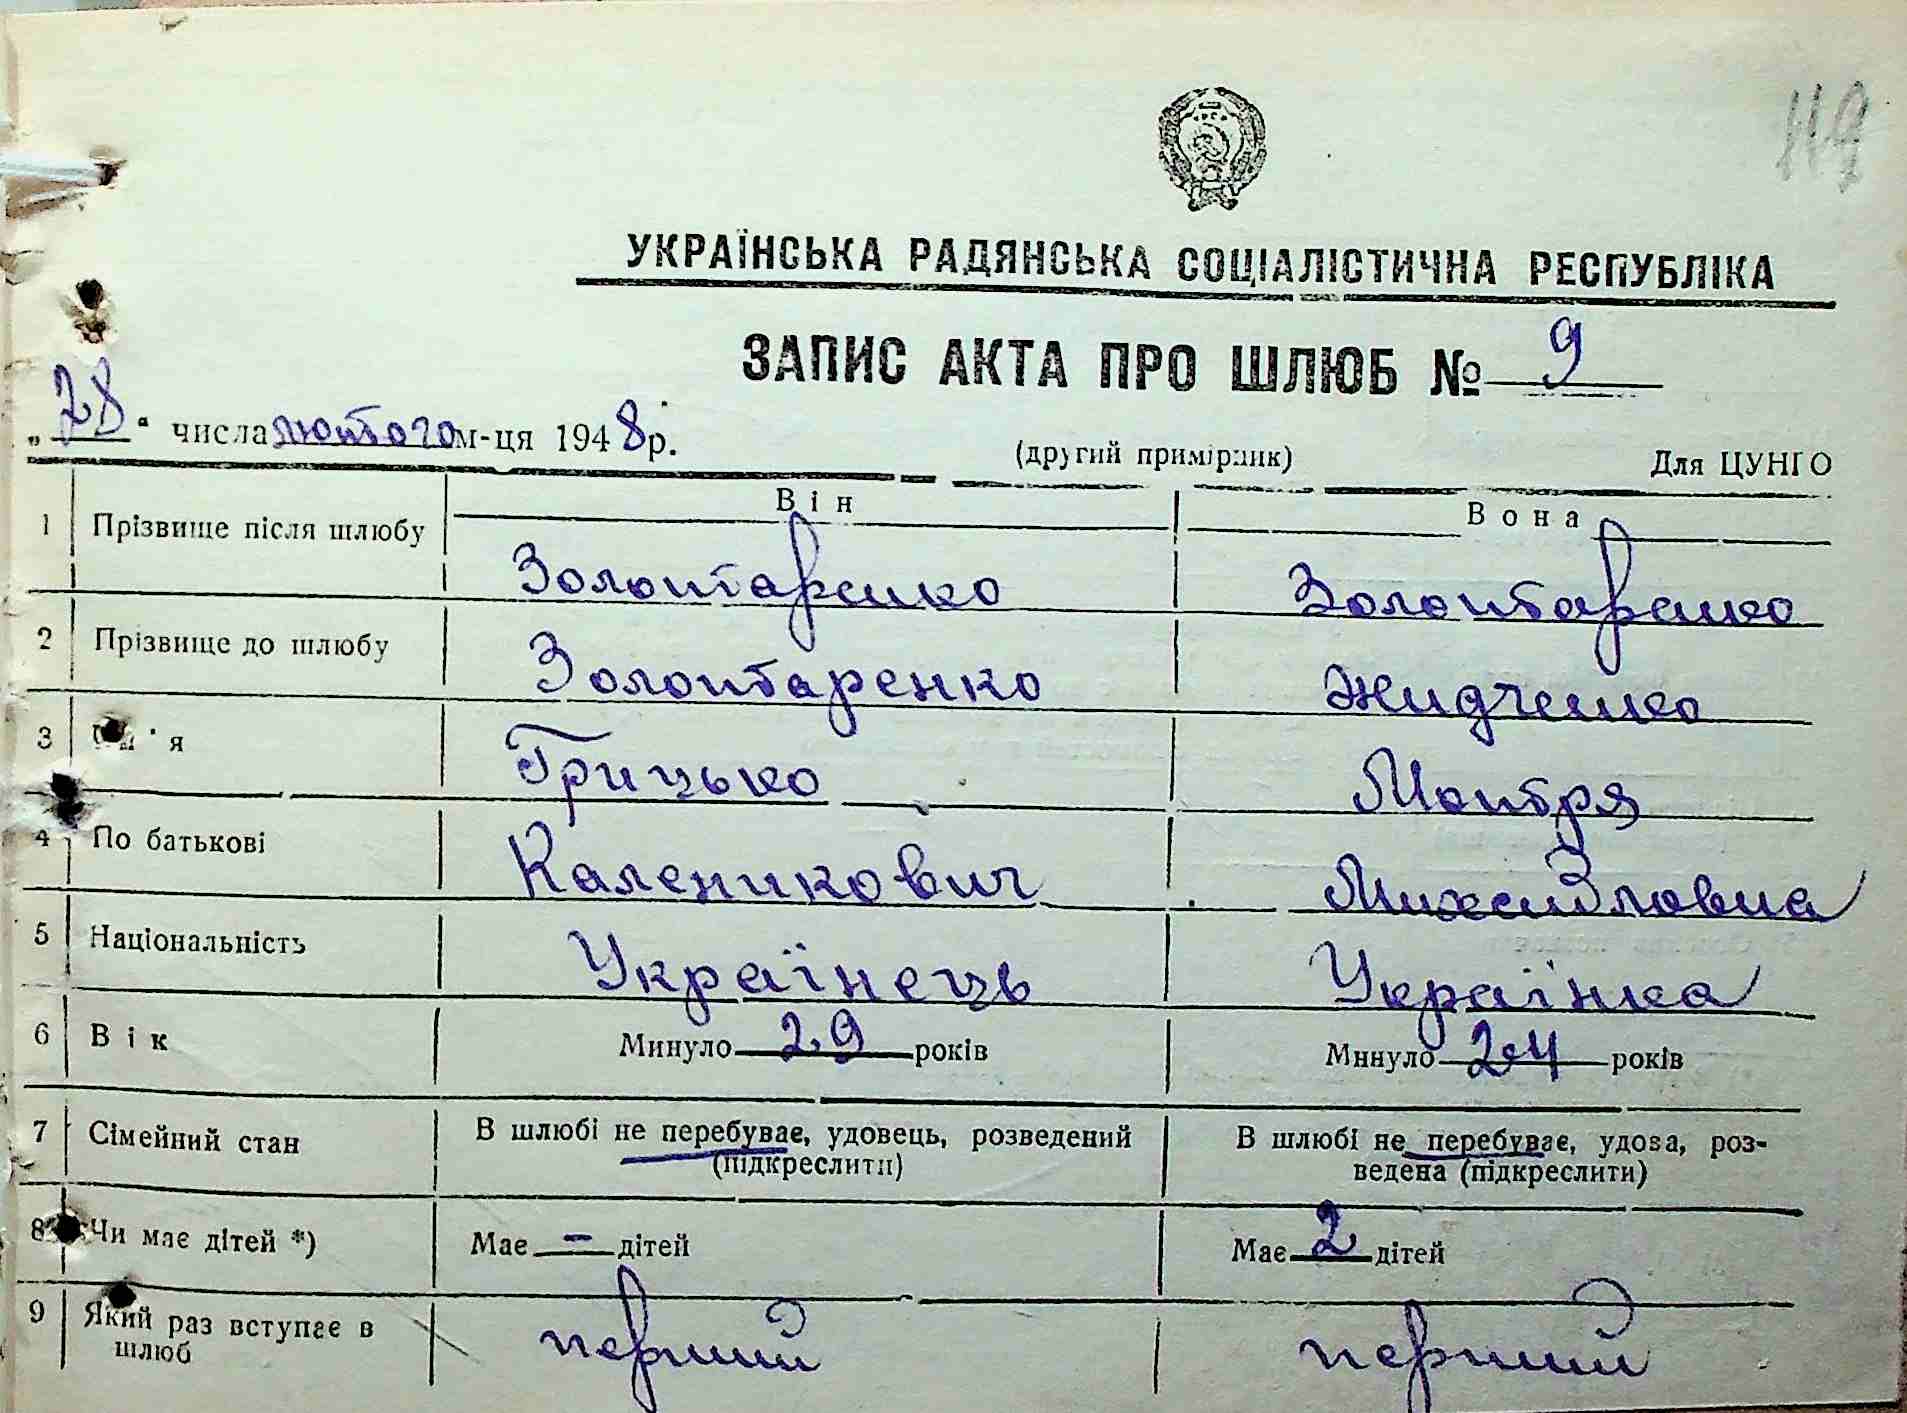 119
УКРАЇНСЬКА РАДЯНСЬКА СОЦІАЛІСТИЧНА РЕСПУБЛІКА
ЗАПИС АКТА ПРО ШЛЮБ № 9
„28“ числа лютого м-ця 1948 р.
(другий примірник) Для ЦУНГО
Він Вона
1 Прізвище після шлюбу Золотаренко Золотаренко
2 Прізвище до шлюбу Золотаренко Жидченко
3 Ім'я Грицько Мотря
4 По батькові Каленикович Михайловна
5 Національність Українець Українка
6 Вік Минуло 29 років Минуло 24 років
7 Сімейний стан В шлюбі не перебуває, удовець, розведений (підкреслити) В шлюбі не перебуває, удова, роз-
ведена (підкреслити)
8 Чи має дітей *) Має - дітей Має 2 дітей
9 Який раз вступає в шлюб перший перший